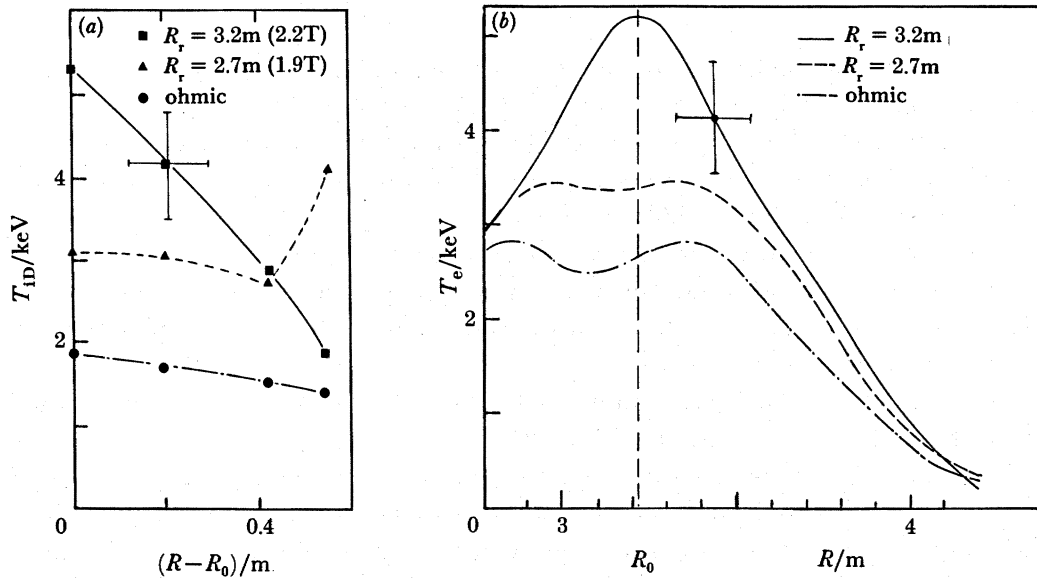 (a)
■ R_r = 3.2m (2.2T)
▲ R_r = 2.7m (1.9T)
● ohmic
4
2
0
T_iD/keV
0
0.4
(R−R_0)/m
(b)
R_r = 3.2m
R_r = 2.7m
ohmic
4
2
T_e/keV
0
3
4
R_0
R/m